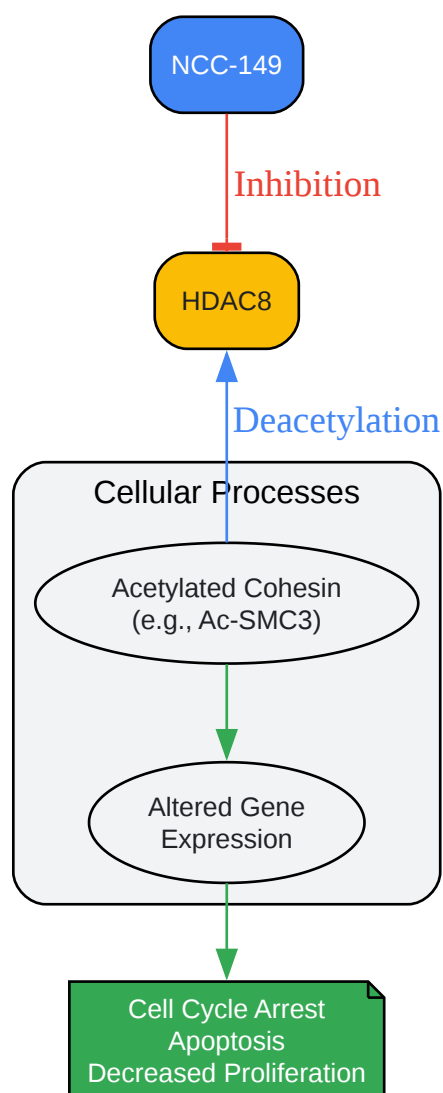 NCC-149
Inhibition
HDAC8
Deacetylation
Cellular Processes
Acetylated Cohesin
(e.g., Ac-SMC3)
Altered Gene
Expression
Cell Cycle Arrest
Apoptosis
Decreased Proliferation